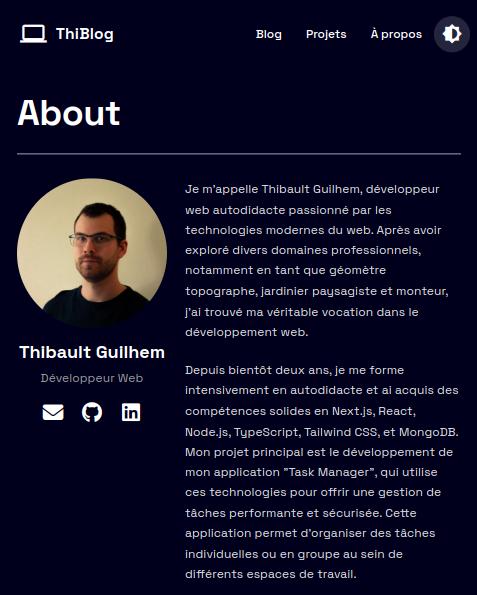 ThiBlog
Blog Projets À propos
About
Je m'appelle Thibault Guilhem, développeur
web autodidacte passionné par les
technologies modernes du web. Après avoir
exploré divers domaines professionnels,
notamment en tant que géomètre
topographe, jardinier paysagiste et monteur,
j'ai trouvé ma véritable vocation dans le
développement web.
Depuis bientôt deux ans, je me forme
intensivement en autodidacte et ai acquis des
compétences solides en Next.js, React,
Node.js, TypeScript, Tailwind CSS, et MongoDB.
Mon projet principal est le développement de
mon application "Task Manager", qui utilise
ces technologies pour offrir une gestion de
tâches performante et sécurisée. Cette
application permet d'organiser des tâches
individuelles ou en groupe au sein de
différents espaces de travail.
Thibault Guilhem
Développeur Web